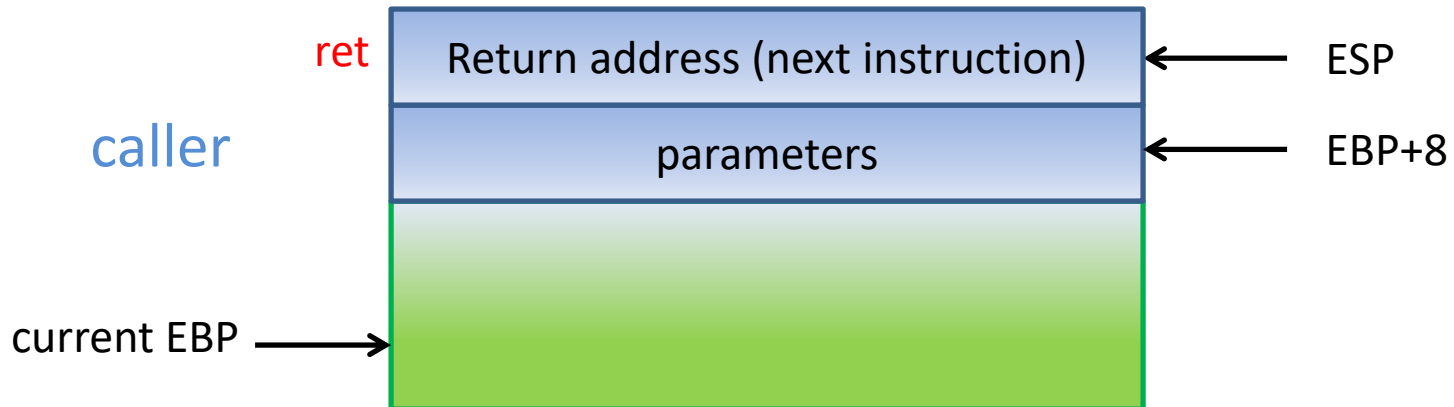 ret
Return address (next instruction)
ESP
caller
parameters
EBP+8
current EBP